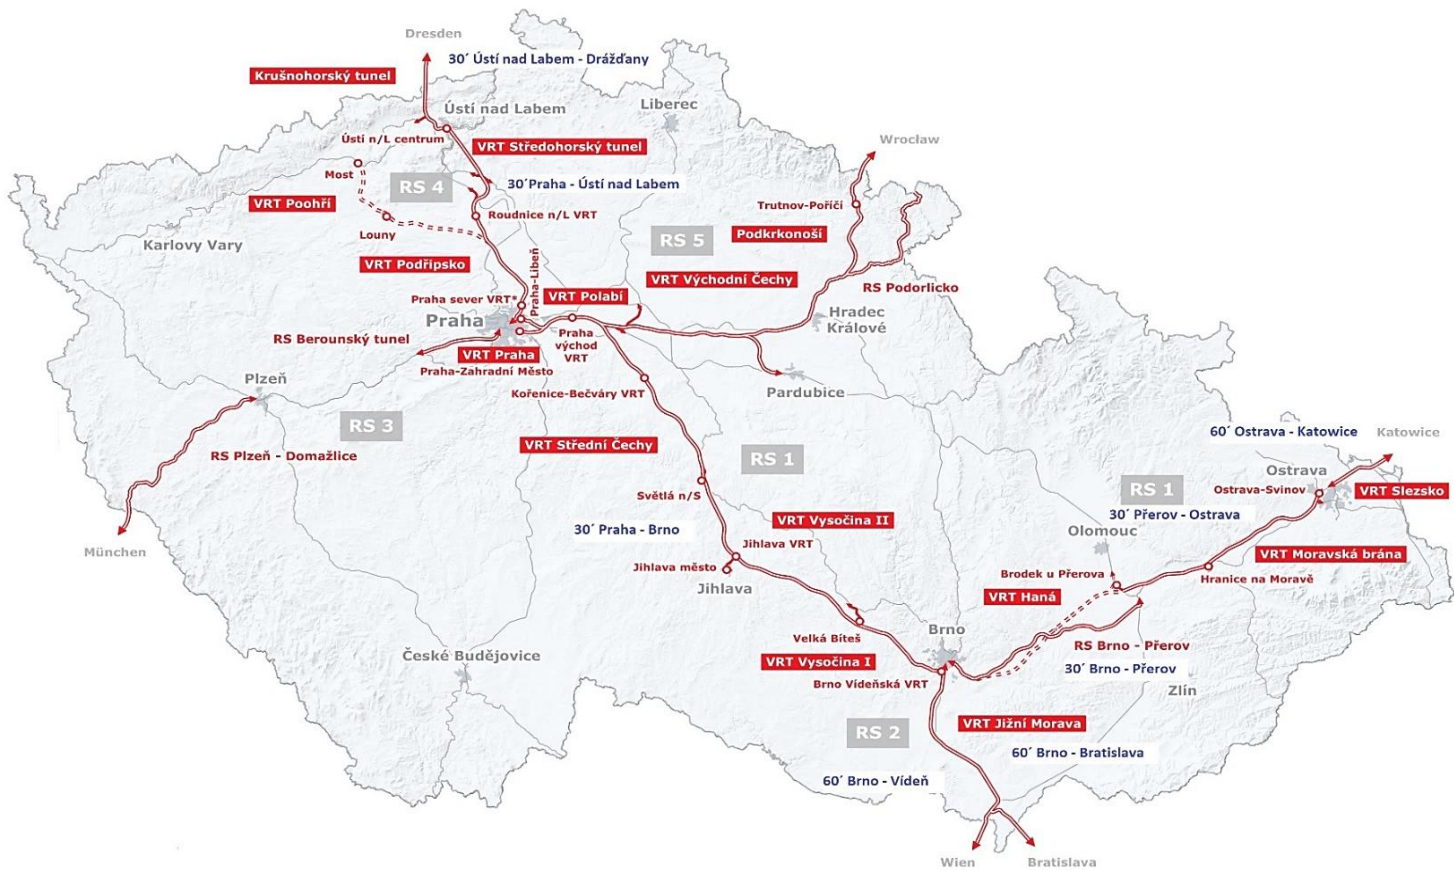 Dresden
30´ Ústí nad Labem - Drážďany
Krušnohorský tunel
Ústí nad Labem
Liberec
Ústí n/L centrum
VRT Středohorský tunel
Wrocław
Most
RS 4
30´Praha - Ústí nad Labem
VRT Poohří
Roudnice n/L VRT
Trutnov-Poříčí
Louny
Karlovy Vary
RS 5
Podkrkonoší
VRT Podřipsko
Praha-Libeň
VRT Východní Čechy
RS Podorlicko
Praha sever VRT*
VRT Polabí
Praha
Hradec
Králové
RS Berounský tunel
Praha
východ
VRT
VRT Praha
Praha-Zahradní Město
Plzeň
Kořenice-Bečváry VRT
Pardubice
RS 3
VRT Střední Čechy
RS Plzeň - Domažlice
RS 1
60´ Ostrava - Katowice
Katowice
Ostrava
Světlá n/S
RS 1
Ostrava-Svinov
VRT Slezsko
30´ Přerov - Ostrava
30´ Praha - Brno
VRT Vysočina II
Olomouc
München
Jihlava VRT
VRT Moravská brána
Jihlava město
Jihlava
Brodek u Přerova
Hranice na Moravě
VRT Haná
Velká Bíteš
Brno
RS Brno - Přerov
České Budějovice
VRT Vysočina I
30´ Brno - Přerov
Brno Vídeňská VRT
Zlín
RS 2
VRT Jižní Morava
60´ Brno - Bratislava
60´ Brno - Vídeň
Wien
Bratislava